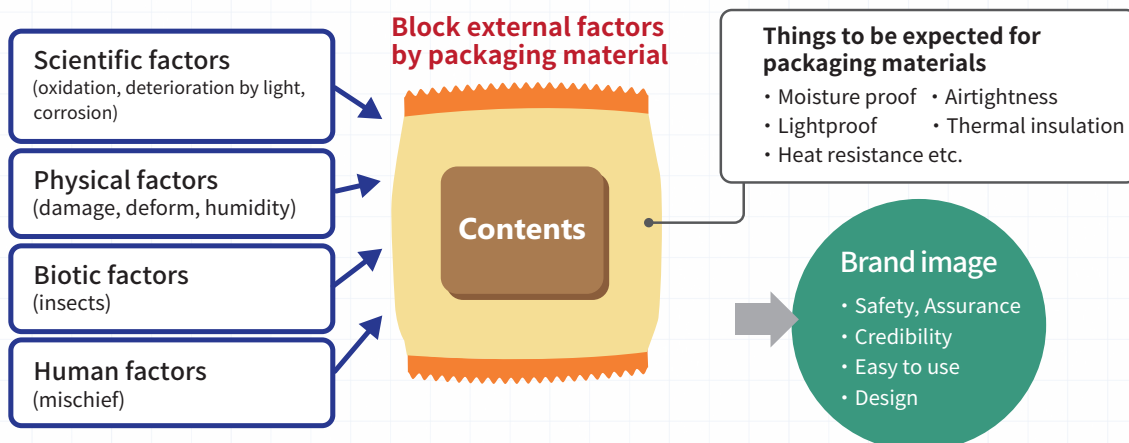 Scientific factors
(oxidation, deterioration by light,
corrosion)
Physical factors
(damage, deform, humidity)
Biotic factors
(insects)
Human factors
(mischief)
Block external factors
by packaging material
Contents
Things to be expected for
packaging materials
・Moisture proof ・Airtightness
・Lightproof ・Thermal insulation
・Heat resistance etc.
Brand image
・Safety, Assurance
・Credibility
・Easy to use
・Design